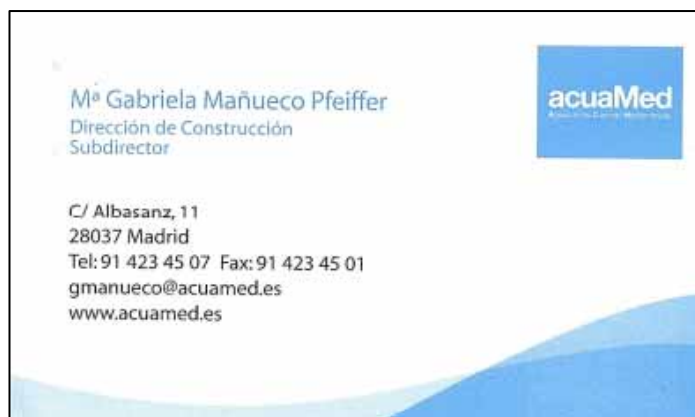 Mª Gabriela Mañueco Pfeiffer
Dirección de Construcción
Subdirector
acuaMed
C/ Albasanz, 11
28037 Madrid
Tel: 91 423 45 07 Fax: 91 423 45 01
gmanueco@acuamed.es
www.acuamed.es